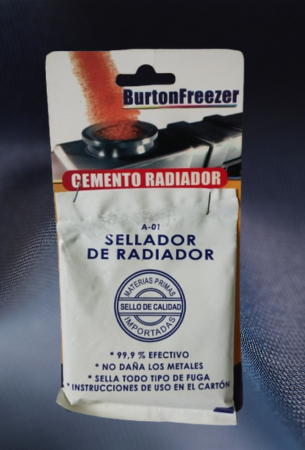 BurtonFreezer
CEMENTO RADIADOR
A-01
SELLADOR
DE RADIADOR
MATERIAS PRIMAS
SELLO DE CALIDAD
IMPORTADAS
* 99,9 % EFECTIVO
* NO DAÑA LOS METALES
* SELLA TODO TIPO DE FUGA
*INSTRUCCIONES DE USO EN EL CARTÓN